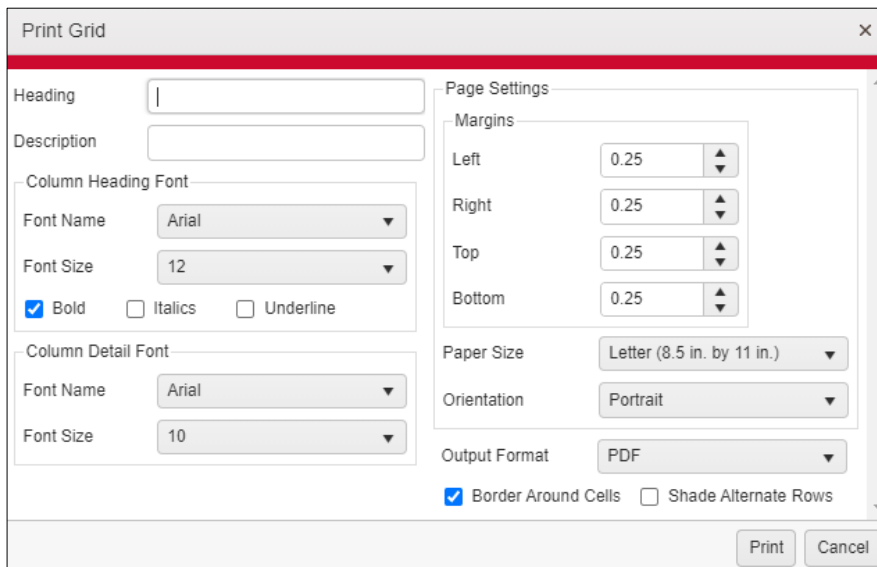 Print Grid
Heading
Description
Column Heading Font
Font Name Arial
Font Size 12
Bold Italics Underline
Column Detail Font
Font Name Arial
Font Size 10
Page Settings
Margins
Left 0.25
Right 0.25
Top 0.25
Bottom 0.25
Paper Size Letter (8.5 in. by 11 in.)
Orientation Portrait
Output Format PDF
Border Around Cells Shade Alternate Rows
Print Cancel